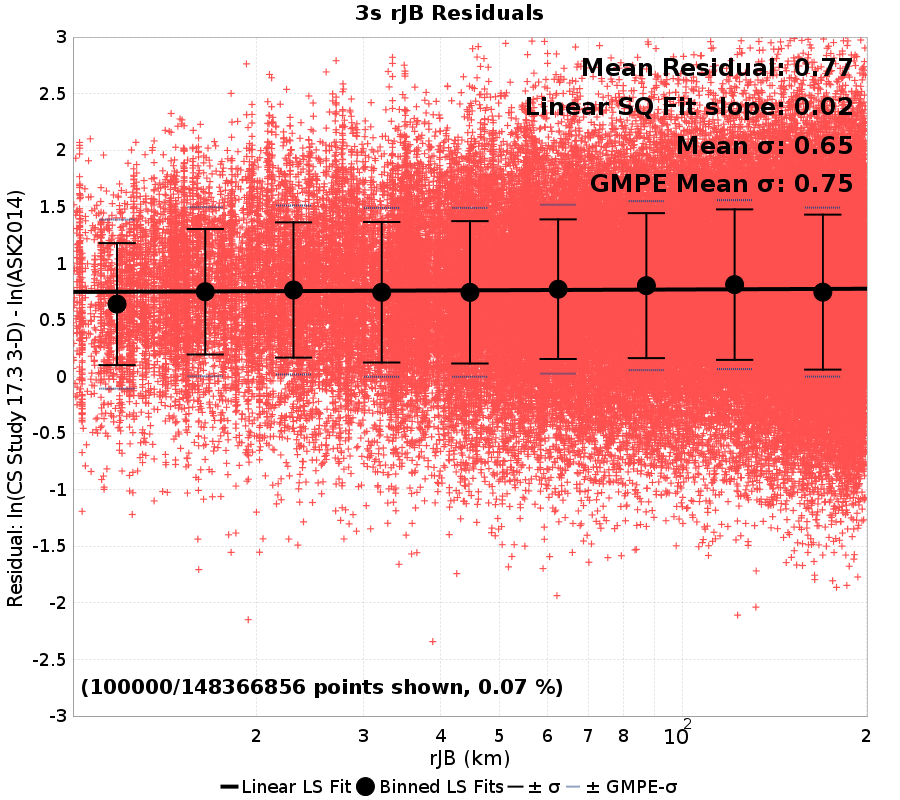 3s rJB Residuals
Residual: ln(CS Study 17.3 3-D) - ln(ASK2014)
3
2.5
2
1.5
1
0.5
0
-0.5
-1
-1.5
-2
-2.5
-3
Mean Residual: 0.77
Linear SQ Fit slope: 0.02
Mean σ: 0.65
GMPE Mean σ: 0.75
(100000/148366856 points shown, 0.07 %)
2 3 4 5 6 7 8 10² 2
rJB (km)
Linear LS Fit Binned LS Fits ± σ ± GMPE-σ